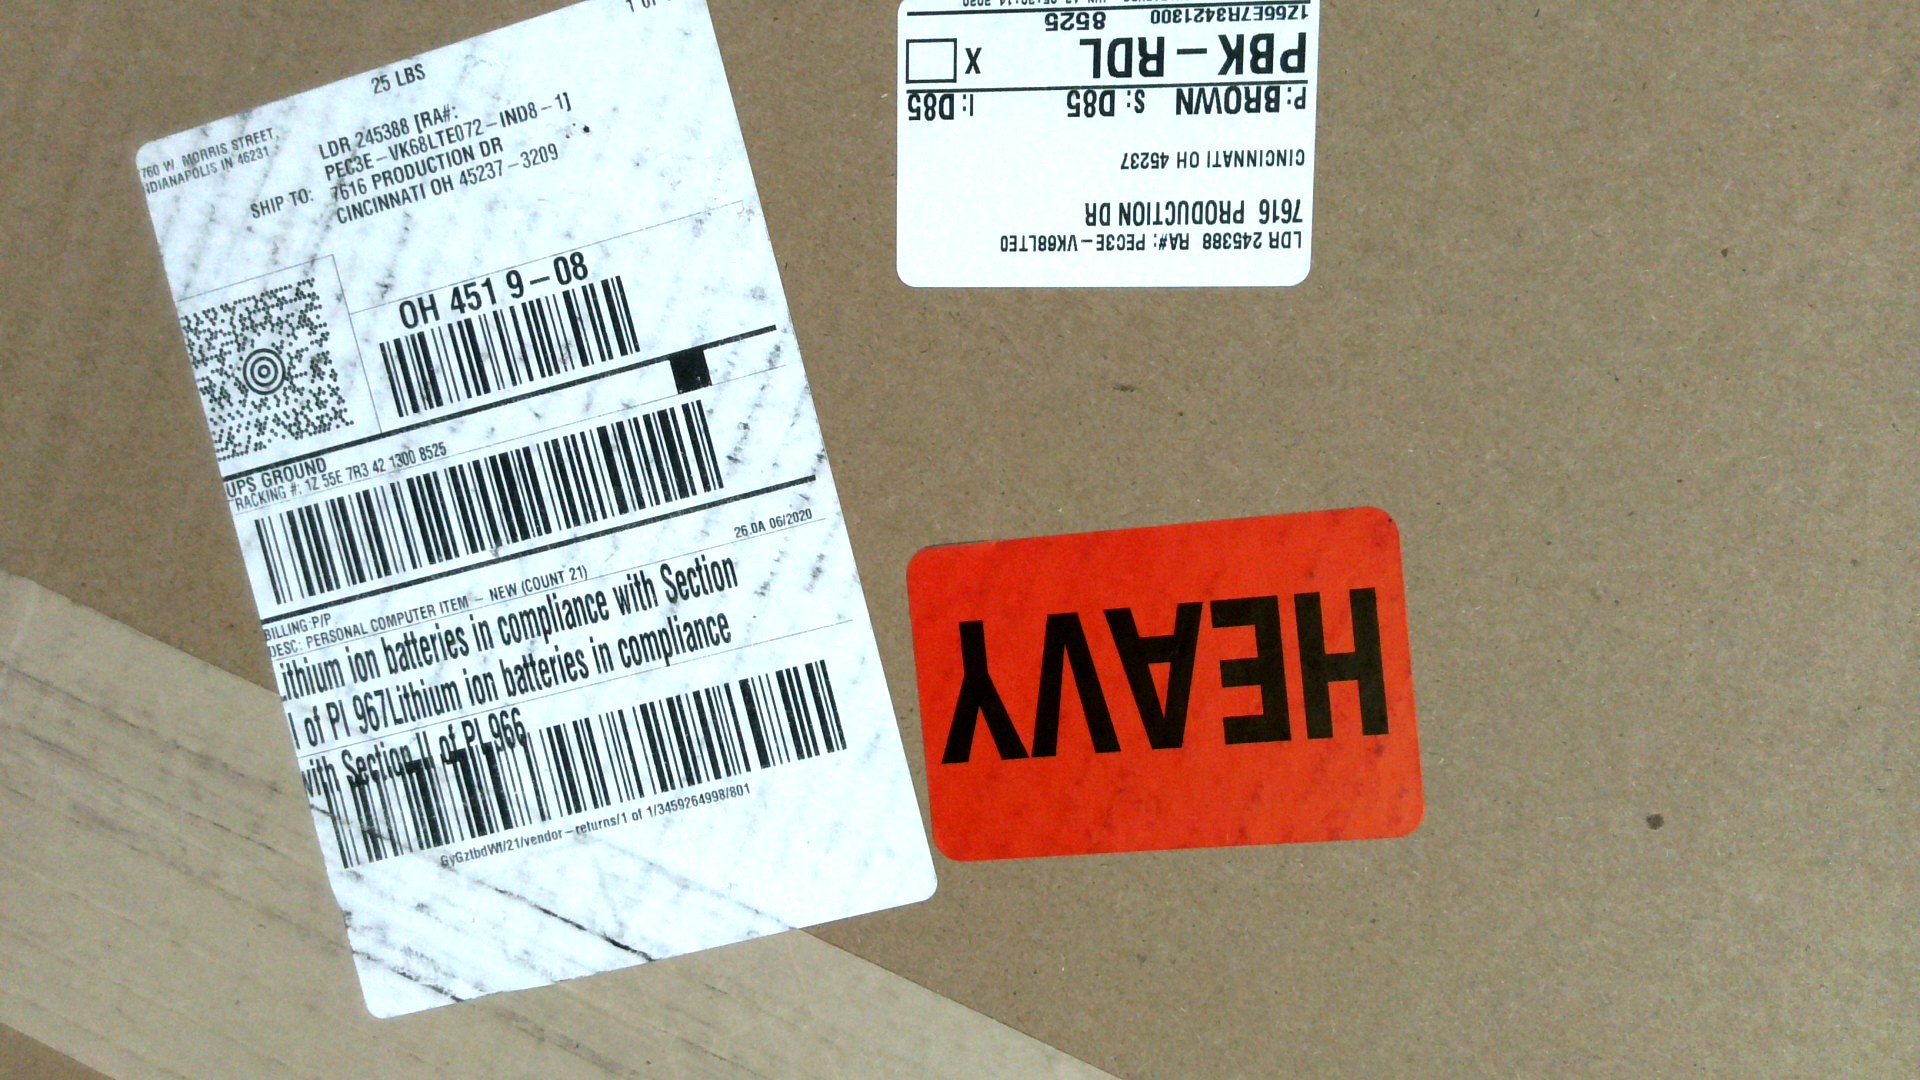 25 LBS
760 W. MORRIS STREET,
INDIANAPOLIS IN 46231
SHIP TO:
LDR 245388 [RA#:
PEC3E-VK68LTE072-IND8-1]
7616 PRODUCTION DR
CINCINNATI OH 45237-3209
OH 451 9-08
UPS GROUND
TRACKING #: 1Z 55E 7R3 42 1300 8525
26.0A 06/2020
BILLING:P/P
DESC: PERSONAL COMPUTER ITEM - NEW (COUNT 21)
Lithium ion batteries in compliance with Section
I of PI 967Lithium ion batteries in compliance
with Section II of PI 966
GyGztbdWf/21/vendor-returns/1 of 1/3459264998/801
LDR 245388 RA#: PEC3E-VK68LTE0
7616 PRODUCTION DR
CINCINNATI OH 45237
P:BROWN S: D85 I: D85
PBK-RDL X
1Z55E7R3421300 8525
HEAVY